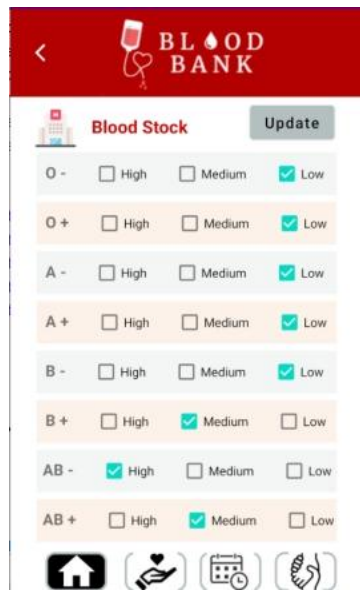 BLOOD
BANK
Blood Stock Update
O - High Medium Low
O + High Medium Low
A - High Medium Low
A + High Medium Low
B - High Medium Low
B + High Medium Low
AB - High Medium Low
AB + High Medium Low